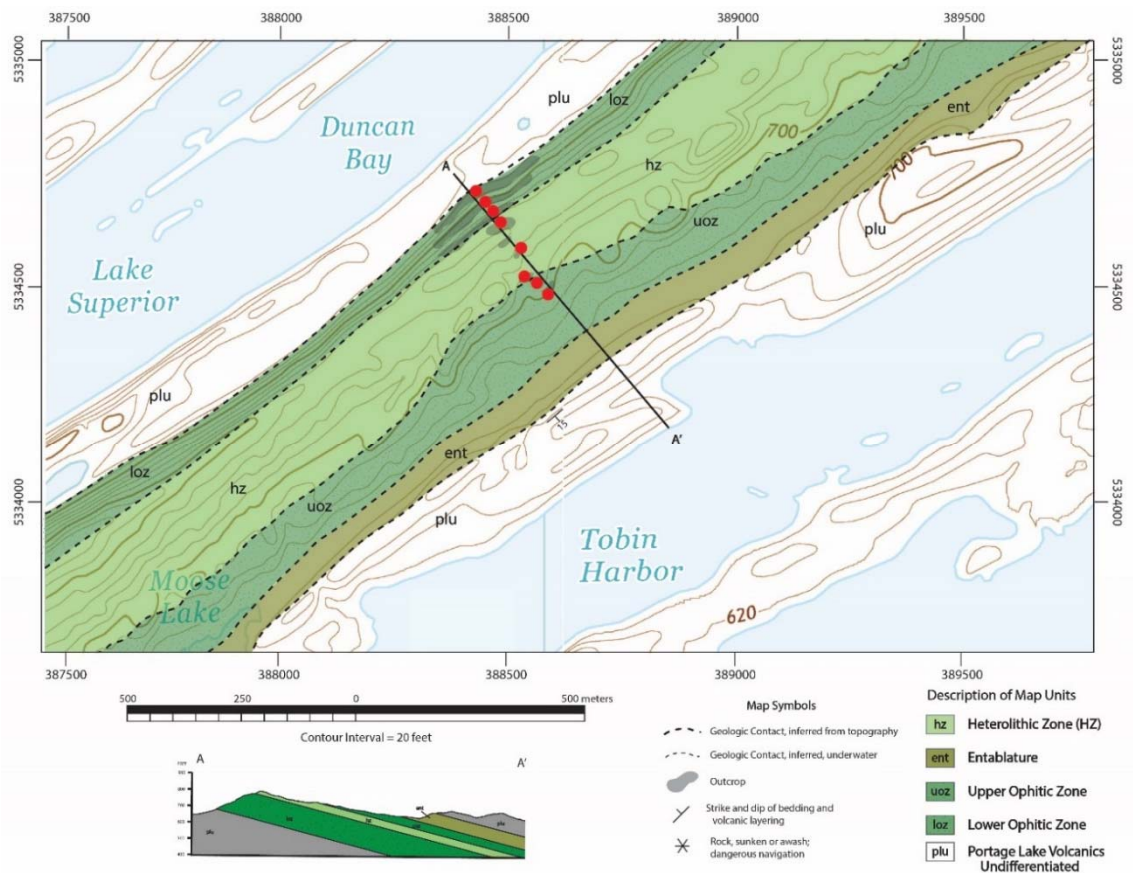 387500
388000
388500
389000
389500
5335000
5335000
Duncan
Bay
plu
loz
700
ent
A
hz
700
uoz
plu
Lake
Superior
5334500
5334500
plu
15
A'
loz
ent
hz
uoz
plu
5334000
5334000
Tobin
Harbor
Moose
Lake
620
387500
388000
388500
389000
389500
500
250
0
500 meters
Contour Interval = 20 feet
A
A'
plu
Map Symbols
Geologic Contact, inferred from topography
Geologic Contact, inferred, underwater
Outcrop
Strike and dip of bedding and
volcanic layering
Rock, sunken or awash;
dangerous navigation
Description of Map Units
hz Heterolithic Zone (HZ)
ent Entablature
uoz Upper Ophitic Zone
loz Lower Ophitic Zone
plu Portage Lake Volcanics
Undifferentiated